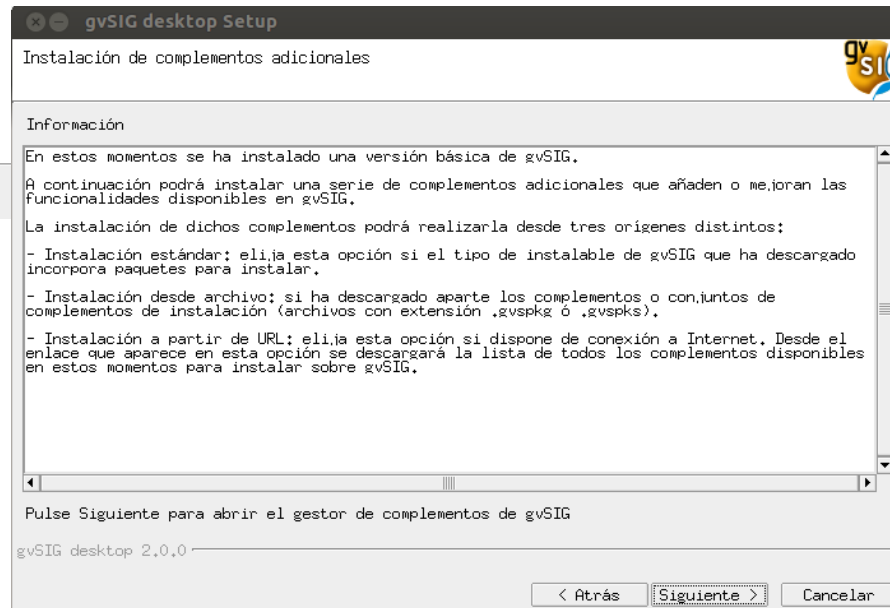 gvSIG desktop Setup
Instalación de complementos adicionales
gv
SIG
Información
En estos momentos se ha instalado una versión básica de gvSIG.
A continuación podrá instalar una serie de complementos adicionales que añaden o mejoran las
funcionalidades disponibles en gvSIG.
La instalación de dichos complementos podrá realizarla desde tres orígenes distintos:
- Instalación estándar: elija esta opción si el tipo de instalable de gvSIG que ha descargado
incorpora paquetes para instalar.
- Instalación desde archivo: si ha descargado aparte los complementos o conjuntos de
complementos de instalación (archivos con extensión .gvspkg ó .gvspks).
- Instalación a partir de URL: elija esta opción si dispone de conexión a Internet. Desde el
enlace que aparece en esta opción se descargará la lista de todos los complementos disponibles
en estos momentos para instalar sobre gvSIG.
Pulse Siguiente para abrir el gestor de complementos de gvSIG
gvSIG desktop 2.0.0
< Atrás Siguiente > Cancelar